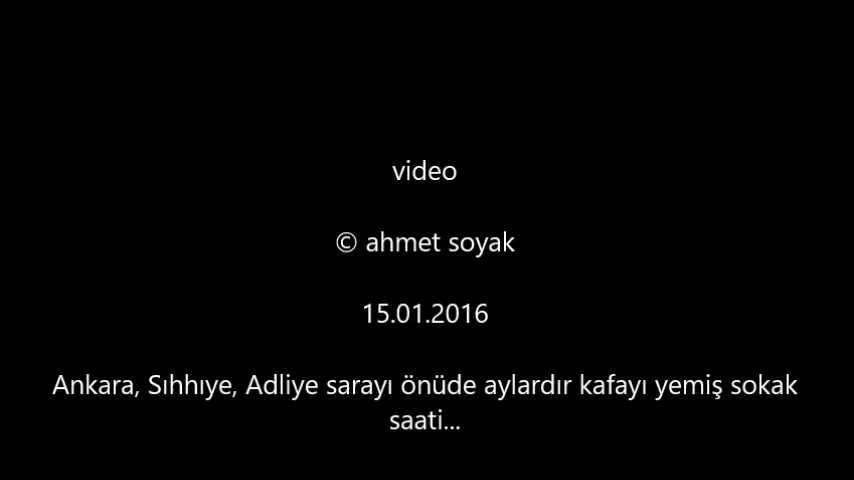 video
© ahmet soyak
15.01.2016
Ankara, Sıhhıye, Adliye sarayı önüde aylardır kafayı yemiş sokak
saati...